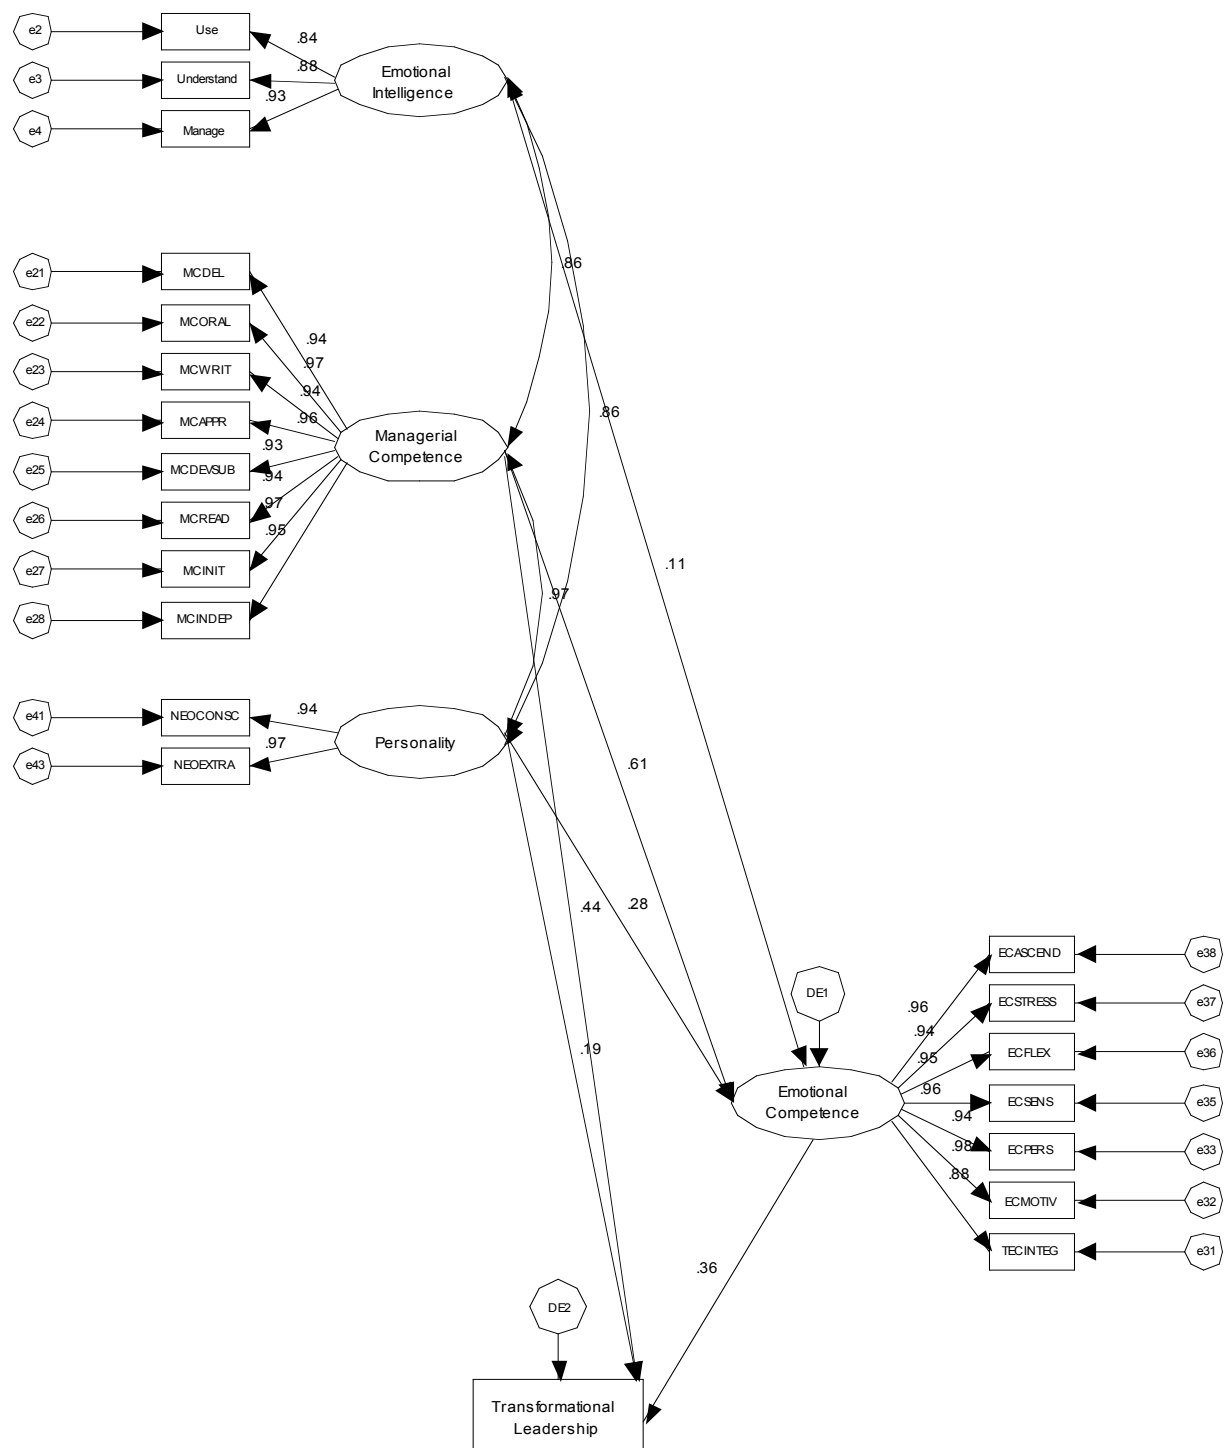 e2
Use
.84
Emotional
Intelligence
e3
Understand
.88
e4
Manage
.93
.86
e21
MCDEL
e22
MCORAL
.94
e23
MCWRIT
.97
.94
e24
MCAPPR
.96
.86
Managerial
Competence
.93
e25
MCDEVSUB
.94
e26
MCREAD
.97
.95
e27
MCINIT
.11
.97
e28
MCINDEP
e41
NEOCONSC
.94
Personality
e43
NEOEXTRA
.97
.61
.44
.28
ECASCEND
e38
DE1
.96
ECSTRESS
e37
.94
.19
.95
ECFLEX
e36
Emotional
Competence
.96
ECSENS
e35
.94
ECPERS
e33
.98
.88
ECMOTIV
e32
TECINTEG
e31
.36
DE2
Transformational
Leadership